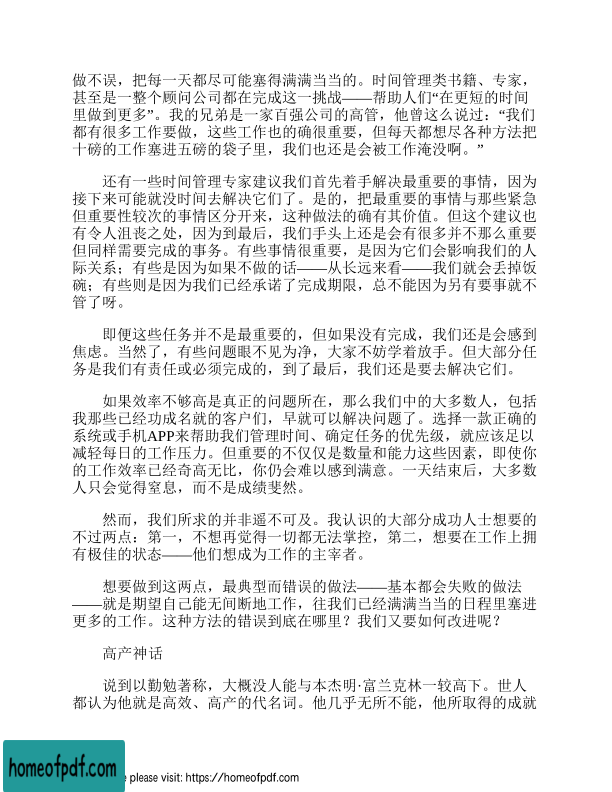 做不误，把每一天都尽可能塞得满满当当的。时间管理类书籍、专家，
甚至是一整个顾问公司都在完成这一挑战——帮助人们“在更短的时间
里做到更多”。我的兄弟是一家百强公司的高管，他曾这么说过：“我们
都有很多工作要做，这些工作也的确很重要，但每天都想尽各种方法把
十磅的工作塞进五磅的袋子里，我们也还是会被工作淹没啊。”
还有一些时间管理专家建议我们首先着手解决最重要的事情，因为
接下来可能就没时间去解决它们了。是的，把最重要的事情与那些紧急
但重要性较次的事情区分开来，这种做法的确有其价值。但这个建议也
有令人沮丧之处，因为到最后，我们手头上还是会有很多并不那么重要
但同样需要完成的事务。有些事情很重要，是因为它们会影响我们的人
际关系；有些是因为如果不做的话——从长远来看——我们就会丢掉饭
碗；有些则是因为我们已经承诺了完成期限，总不能因为另有要事就不
管了呀。
即便这些任务并不是最重要的，但如果没有完成，我们还是会感到
焦虑。当然了，有些问题眼不见为净，大家不妨学着放手。但大部分任
务是我们有责任或必须完成的，到了最后，我们还是要去解决它们。
如果效率不够高是真正的问题所在，那么我们中的大多数人，包括
我那些已经功成名就的客户们，早就可以解决问题了。选择一款正确的
系统或手机APP来帮助我们管理时间、确定任务的优先级，就应该足以
减轻每日的工作压力。但重要的不仅仅是数量和能力这些因素，即使你
的工作效率已经奇高无比，你仍会难以感到满意。一天结束后，大多数
人只会觉得窒息，而不是成绩斐然。
然而，我们所求的并非遥不可及。我认识的大部分成功人士想要的
不过两点：第一，不想再觉得一切都无法掌控，第二，想要在工作上拥
有极佳的状态——他们想成为工作的主宰者。
想要做到这两点，最典型而错误的做法——基本都会失败的做法
——就是期望自己能无间断地工作，往我们已经满满当当的日程里塞进
更多的工作。这种方法的错误到底在哪里？我们又要如何改进呢？
高产神话
说到以勤勉著称，大概没人能与本杰明·富兰克林一较高下。世人
都认为他就是高效、高产的代名词。他几乎无所不能，他所取得的成就
homeofpdf.com
e please visit: https://homeofpdf.com